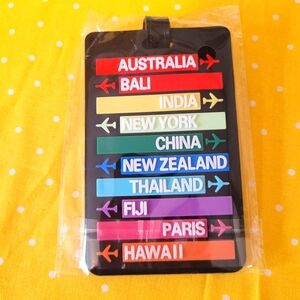 AUSTRALIA
BALI
INDIA
NEW YORK
CHINA
NEW ZEALAND
THAILAND
FIJI
PARIS
HAWAII